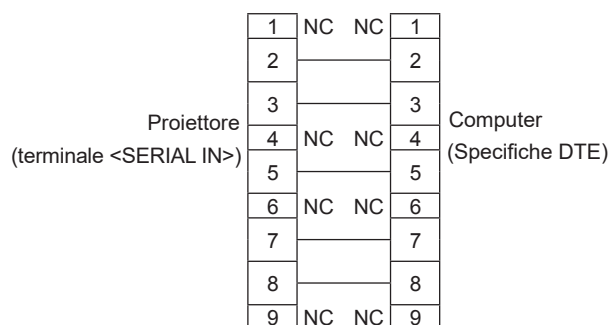 1 NC NC 1
2 2
3 3
Proiettore
(terminale <SERIAL IN>)
4 NC NC 4
Computer
(Specifiche DTE)
5 5
6 NC NC 6
7 7
8 8
9 NC NC 9